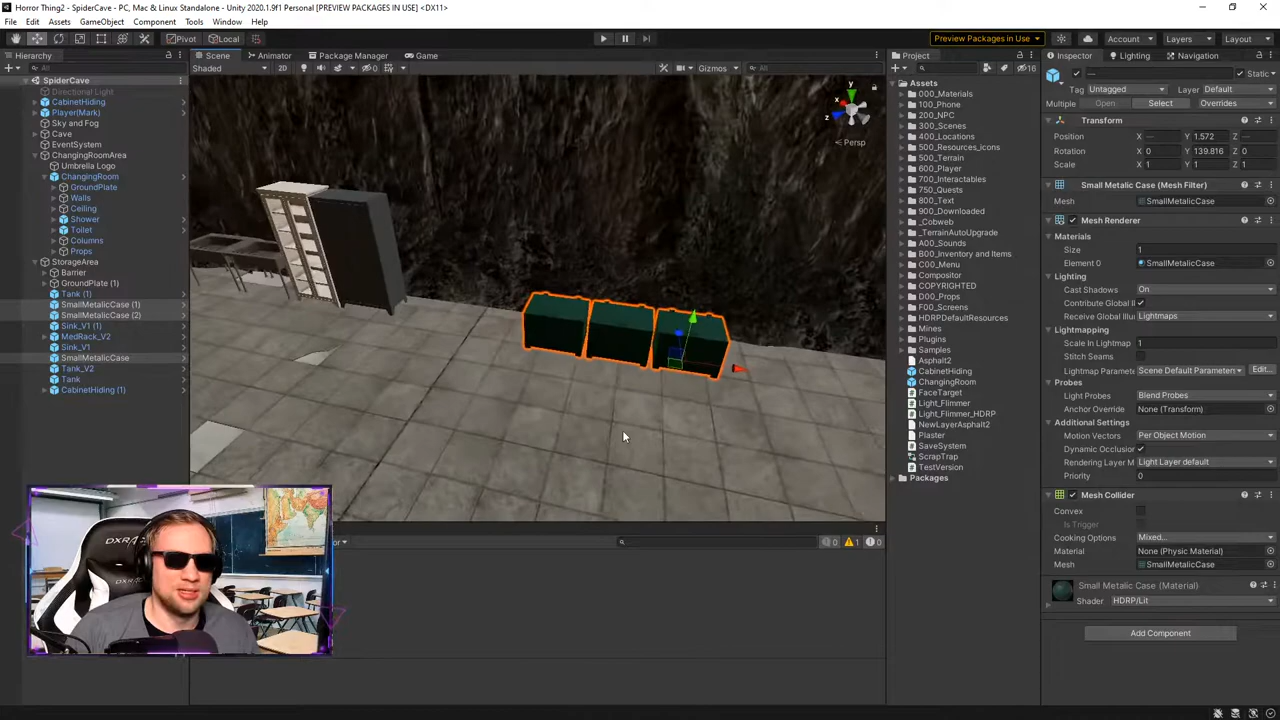 Horror Thing2 - SpiderCave - PC, Mac & Linux Standalone - Unity 2020.1.9f1 Personal [PREVIEW PACKAGES IN USE] <DX11>
File Edit Assets GameObject Component Tools Window Help
Pivot Local Preview Packages in Use Account Layers Layout
Hierarchy
All
SpiderCave
Directional Light
CabinetHiding
Player(Mark)
Sky and Fog
Cave
EventSystem
ChangingRoomArea
Umbrella Logo
ChangingRoom
GroundPlate
Walls
Ceiling
Shower
Toilet
Columns
Props
StorageArea
Barrier
GroundPlate (1)
Tank (1)
SmallMetalicCase (1)
SmallMetalicCase (2)
Sink_V1 (1)
MedRack_V2
Sink_V1
SmallMetalicCase
Tank_V2
Tank
CabinetHiding (1)
Scene Animator Package Manager Game
Shaded 2D 0 Gizmos All
y
x
z
Persp
0 1 0
DXRACER
Project
16
Assets
000_Materials
100_Phone
200_NPC
300_Scenes
400_Locations
500_Resources_icons
500_Terrain
600_Player
700_Interactables
750_Quests
800_Text
900_Downloaded
_Cobweb
_TerrainAutoUpgrade
A00_Sounds
B00_Inventory and Items
C00_Menu
Compositor
COPYRIGHTED
D00_Props
F00_Screens
HDRPDefaultResources
Mines
Plugins
Samples
Asphalt2
CabinetHiding
ChangingRoom
FaceTarget
Light_Flimmer
Light_Flimmer_HDRP
NewLayerAsphalt2
Plaster
SaveSystem
ScrapTrap
TestVersion
Packages
Inspector Lighting Navigation
— Static
Tag Untagged Layer Default
Multiple Open Select Overrides
Transform
Position X — Y 1.572 Z —
Rotation X 0 Y 139.816 Z 0
Scale X 1 Y 1 Z 1
Small Metalic Case (Mesh Filter)
Mesh SmallMetalicCase
Mesh Renderer
Materials
Size 1
Element 0 SmallMetalicCase
Lighting
Cast Shadows On
Contribute Global Il
Receive Global Illu Lightmaps
Lightmapping
Scale In Lightmap 1
Stitch Seams
Lightmap Paramete Scene Default Parameters Edit...
Probes
Light Probes Blend Probes
Anchor Override None (Transform)
Additional Settings
Motion Vectors Per Object Motion
Dynamic Occlusion
Rendering Layer M Light Layer default
Priority 0
Mesh Collider
Convex
Is Trigger
Cooking Options Mixed...
Material None (Physic Material)
Mesh SmallMetalicCase
Small Metalic Case (Material)
Shader HDRP/Lit
Add Component